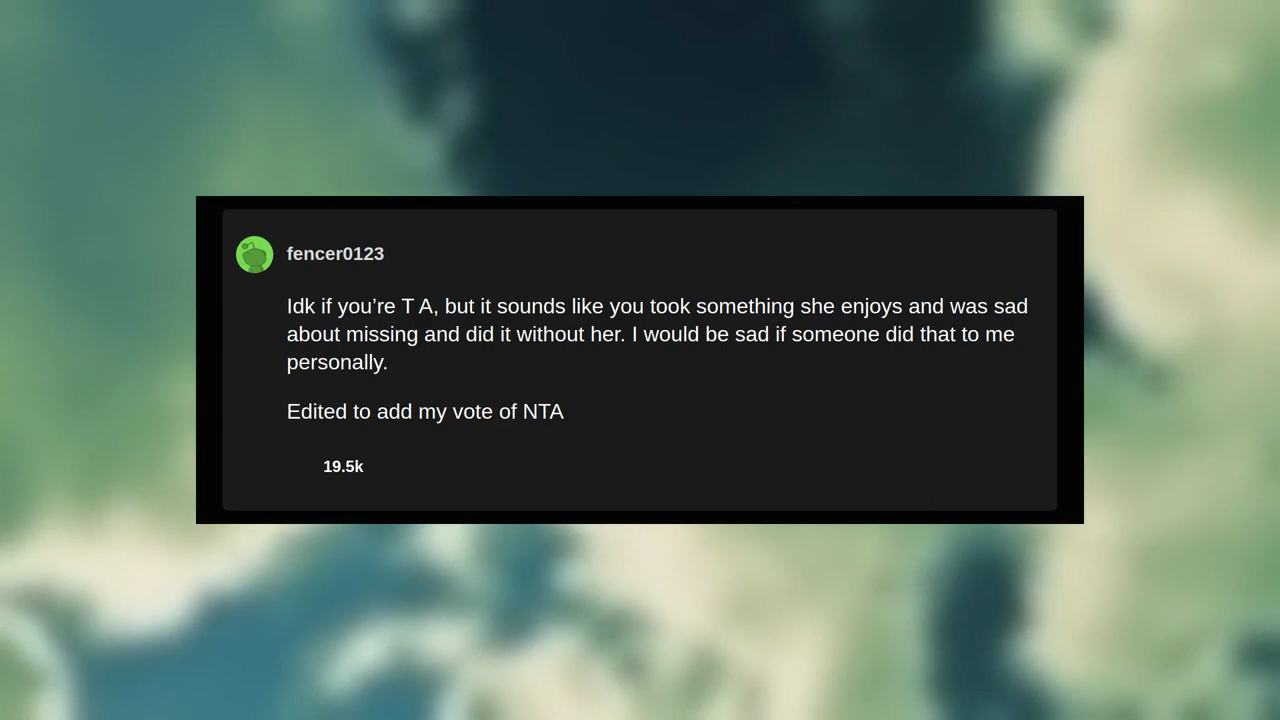 fencer0123
Idk if you’re T A, but it sounds like you took something she enjoys and was sad
about missing and did it without her. I would be sad if someone did that to me
personally.
Edited to add my vote of NTA
19.5k